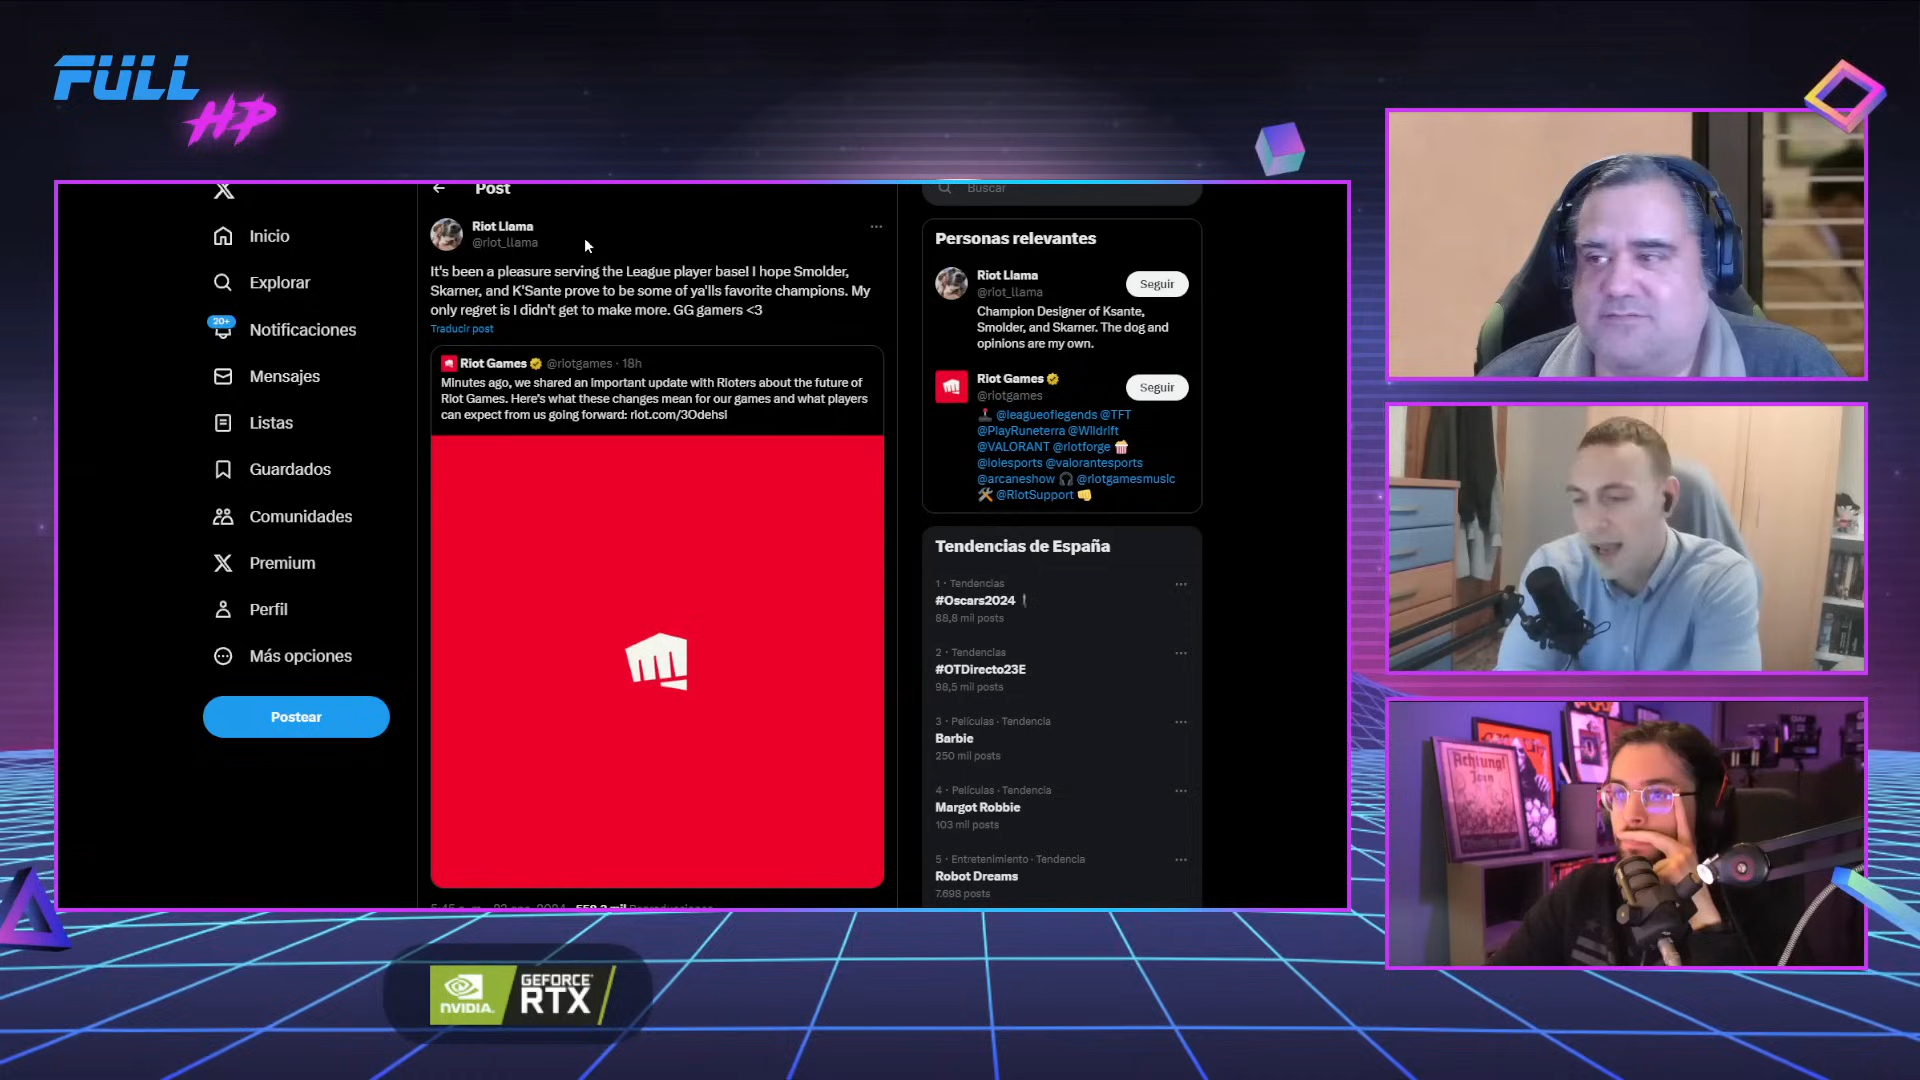 FULL
HP
Post
Buscar
Inicio
Explorar
20+
Notificaciones
Mensajes
Listas
Guardados
Comunidades
Premium
Perfil
Más opciones
Postear
Riot Llama
@riot_llama
It's been a pleasure serving the League player base! I hope Smolder,
Skarner, and K'Sante prove to be some of ya'lls favorite champions. My
only regret is I didn't get to make more. GG gamers <3
Traducir post
Riot Games @riotgames · 18h
Minutes ago, we shared an important update with Rioters about the future of
Riot Games. Here's what these changes mean for our games and what players
can expect from us going forward: riot.com/3Odehsl
Personas relevantes
Riot Llama
@riot_llama
Seguir
Champion Designer of Ksante,
Smolder, and Skarner. The dog and
opinions are my own.
Riot Games
@riotgames
Seguir
🕹️ @leagueoflegends @TFT
@PlayRuneterra @Wildrift
@VALORANT @riotforge 🍿
@lolesports @valorantesports
@arcaneshow 🎧 @riotgamesmusic
🛠️ @RiotSupport 👊
Tendencias de España
1 · Tendencias
#Oscars2024
68,8 mil posts
2 · Tendencias
#OTDirecto23E
98,5 mil posts
3 · Películas · Tendencia
Barbie
250 mil posts
4 · Películas · Tendencia
Margot Robbie
103 mil posts
5 · Entretenimiento · Tendencia
Robot Dreams
7.698 posts
Achtung!
Join
NVIDIA.
GEFORCE
RTX